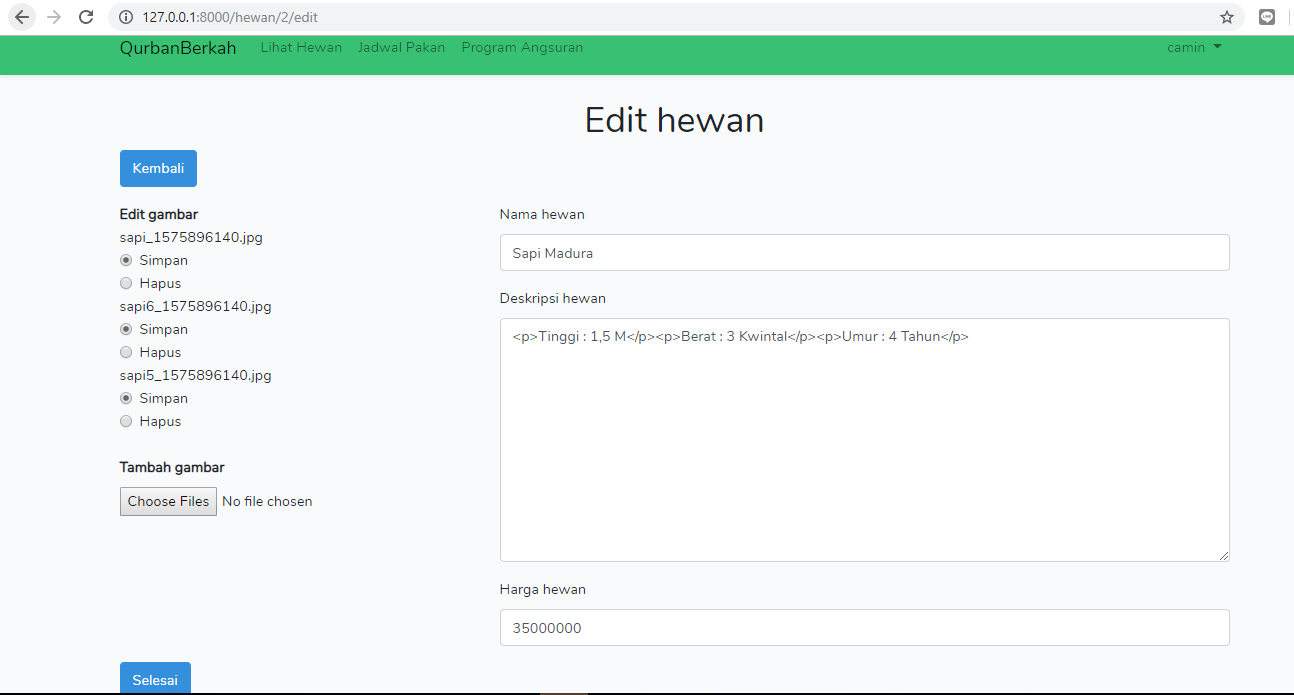 127.0.0.1:8000/hewan/2/edit
QurbanBerkah Lihat Hewan Jadwal Pakan Program Angsuran camin
Edit hewan
Kembali
Edit gambar
sapi_1575896140.jpg
Simpan
Hapus
sapi6_1575896140.jpg
Simpan
Hapus
sapi5_1575896140.jpg
Simpan
Hapus
Tambah gambar
Choose Files No file chosen
Nama hewan
Sapi Madura
Deskripsi hewan
<p>Tinggi : 1,5 M</p><p>Berat : 3 Kwintal</p><p>Umur : 4 Tahun</p>
Harga hewan
35000000
Selesai